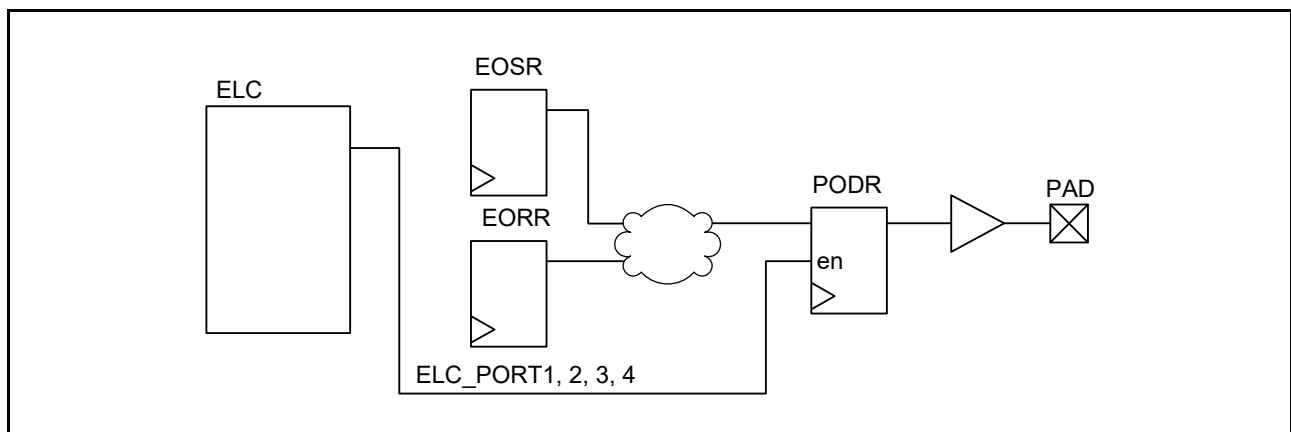 EOSR
ELC
PODR
PAD
EORR
en
ELC_PORT1, 2, 3, 4